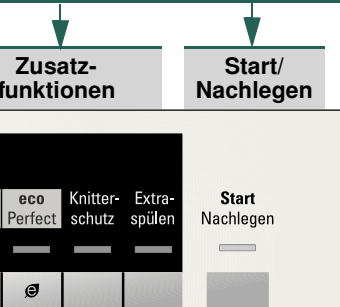 Zusatz-
funktionen
Start/
Nachlegen
eco
Perfect
Knitter-
schutz
Extra-
spülen
Start
Nachlegen